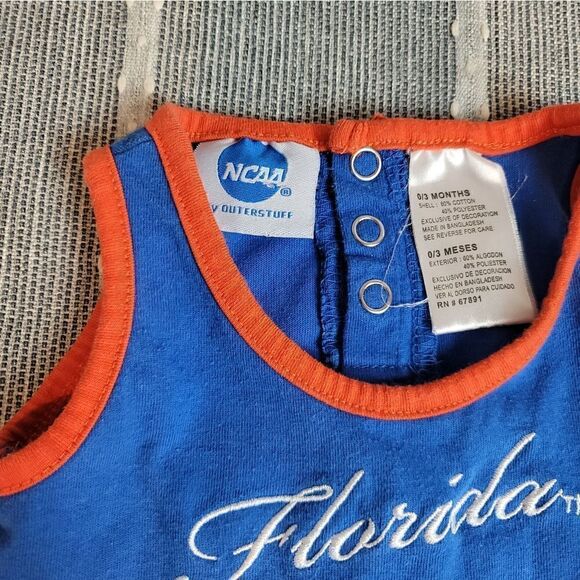 NCAA®
OUTERSTUFF
0/3 MONTHS
SHELL: 60% COTTON
40% POLYESTER
EXCLUSIVE OF DECORATION
MADE IN BANGLADESH
SEE REVERSE FOR CARE
0/3 MESES
EXTERIOR: 60% ALGODON
40% POLIESTER
EXCLUSIVO DE DECORACION
HECHO EN BANGLADESH
VER AL DORSO PARA CUIDADO
RN # 67891
Florida